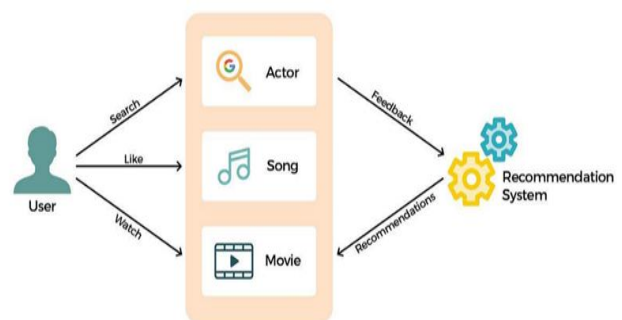 Search
Like
Watch
User
G
Actor
Song
Movie
Feedback
Recommendations
Recommendation
System